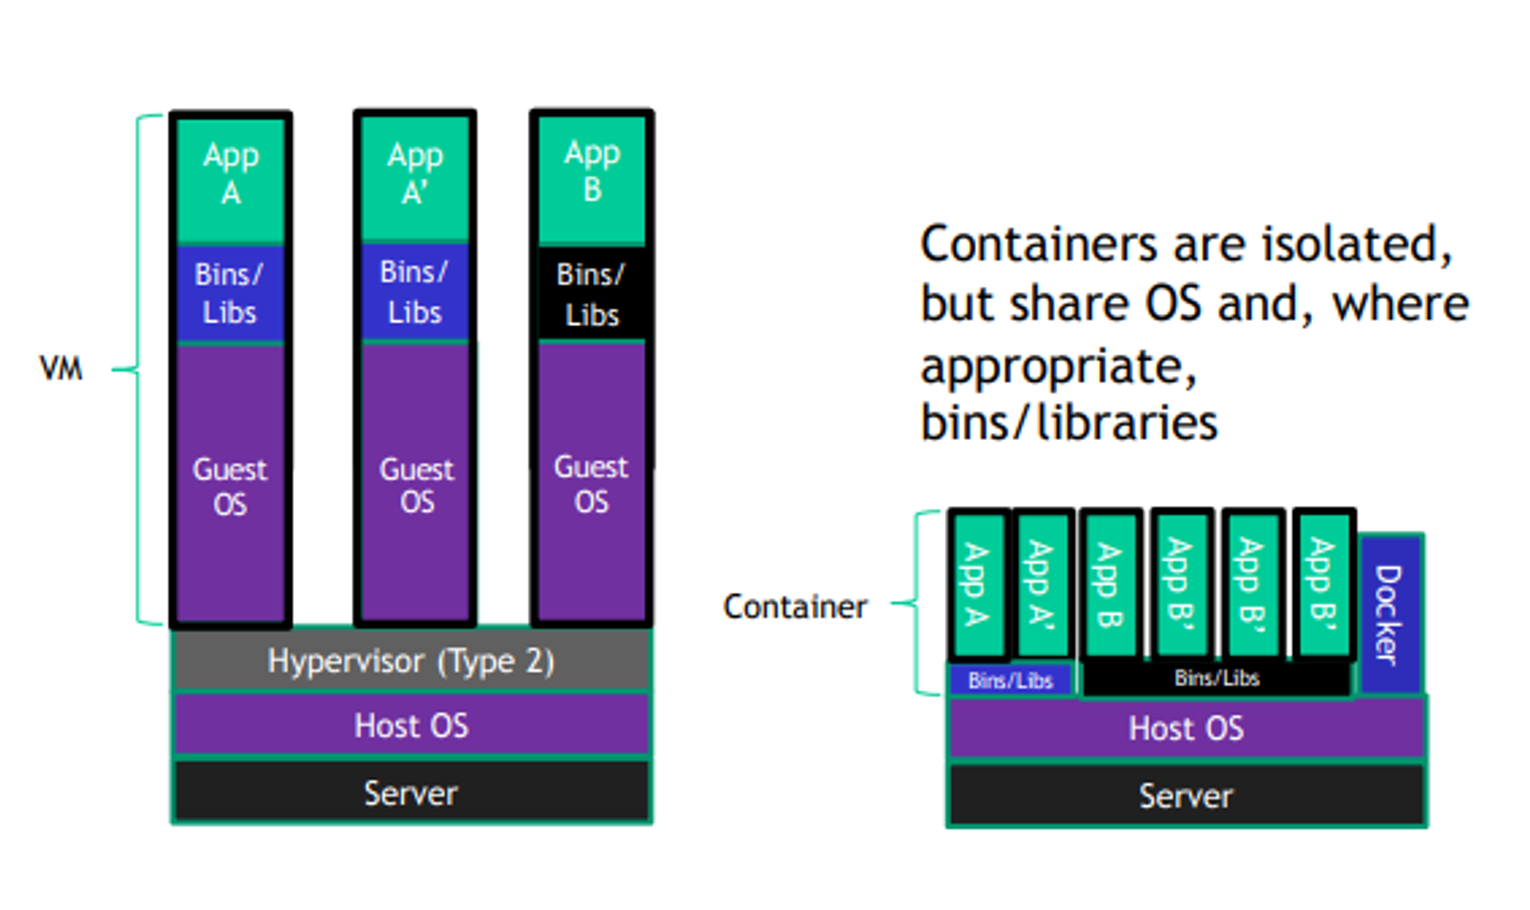 App
A
App
A’
App
B
Bins/
Libs
Bins/
Libs
Bins/
Libs
VM
Guest
OS
Guest
OS
Guest
OS
Hypervisor (Type 2)
Host OS
Server
Containers are isolated,
but share OS and, where
appropriate,
bins/libraries
Container
App A
App A’
App B
App B’
App B’
App B’
Docker
Bins/Libs
Bins/Libs
Host OS
Server